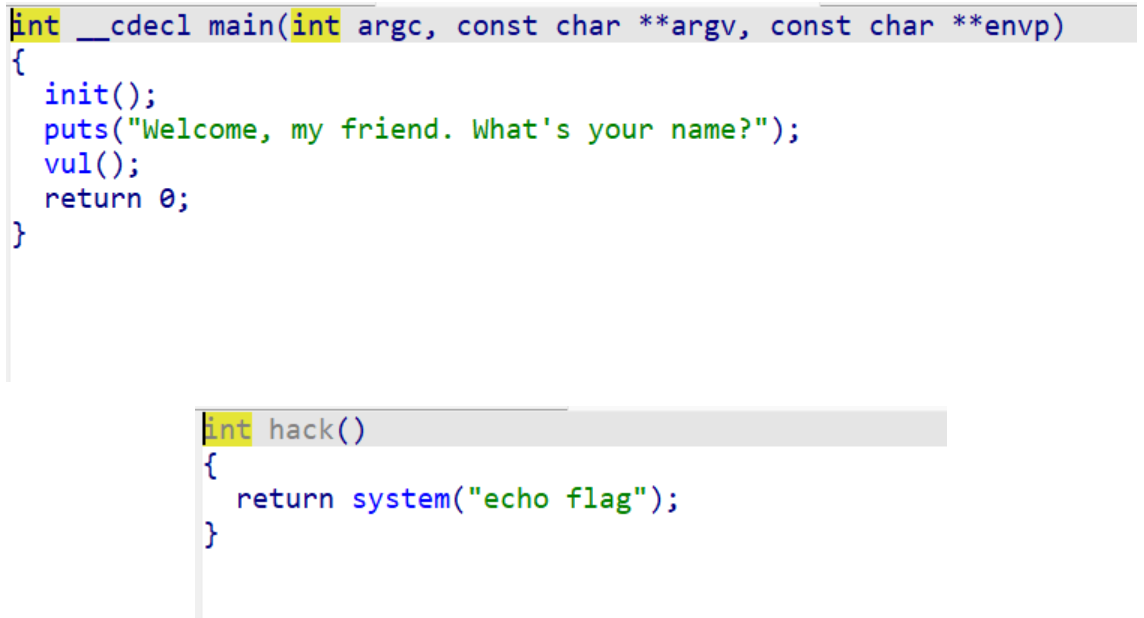 int __cdecl main(int argc, const char **argv, const char **envp)
{
  init();
  puts("Welcome, my friend. What's your name?");
  vul();
  return 0;
}
int hack()
{
  return system("echo flag");
}